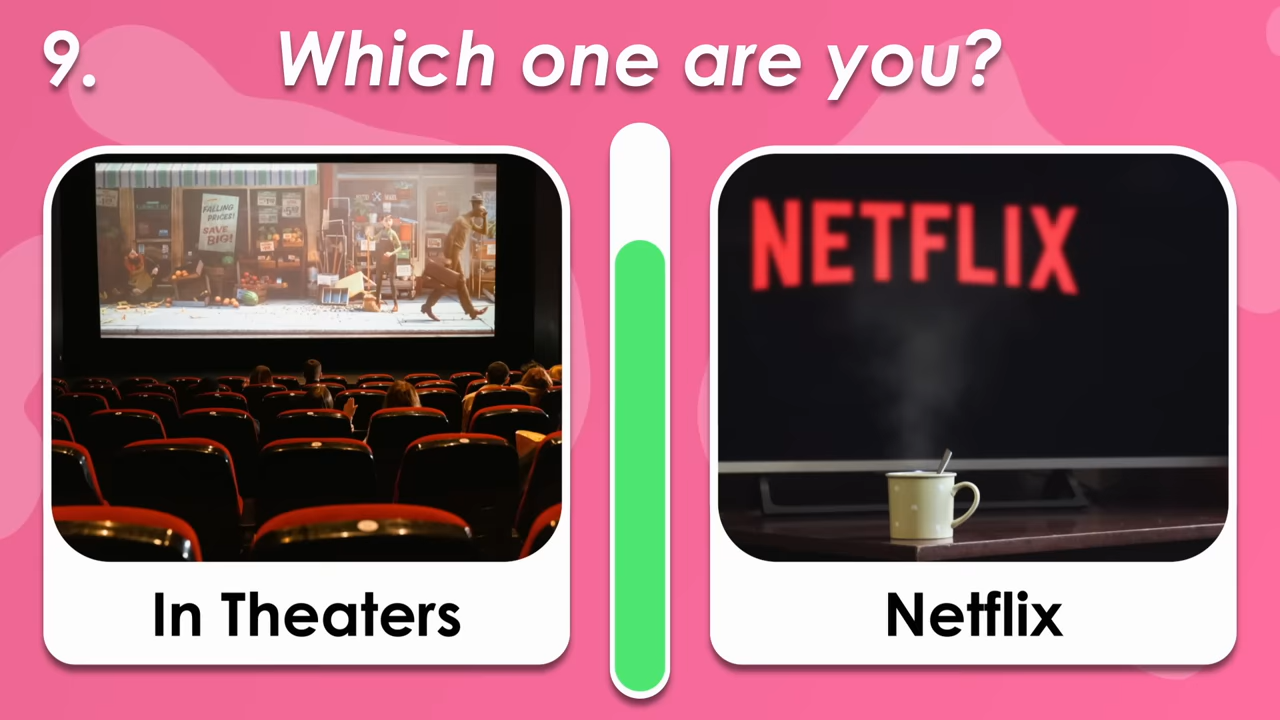 9.
Which one are you?
FALLING
PRICES!
SAVE
BIG!
NETFLIX
In Theaters
Netflix